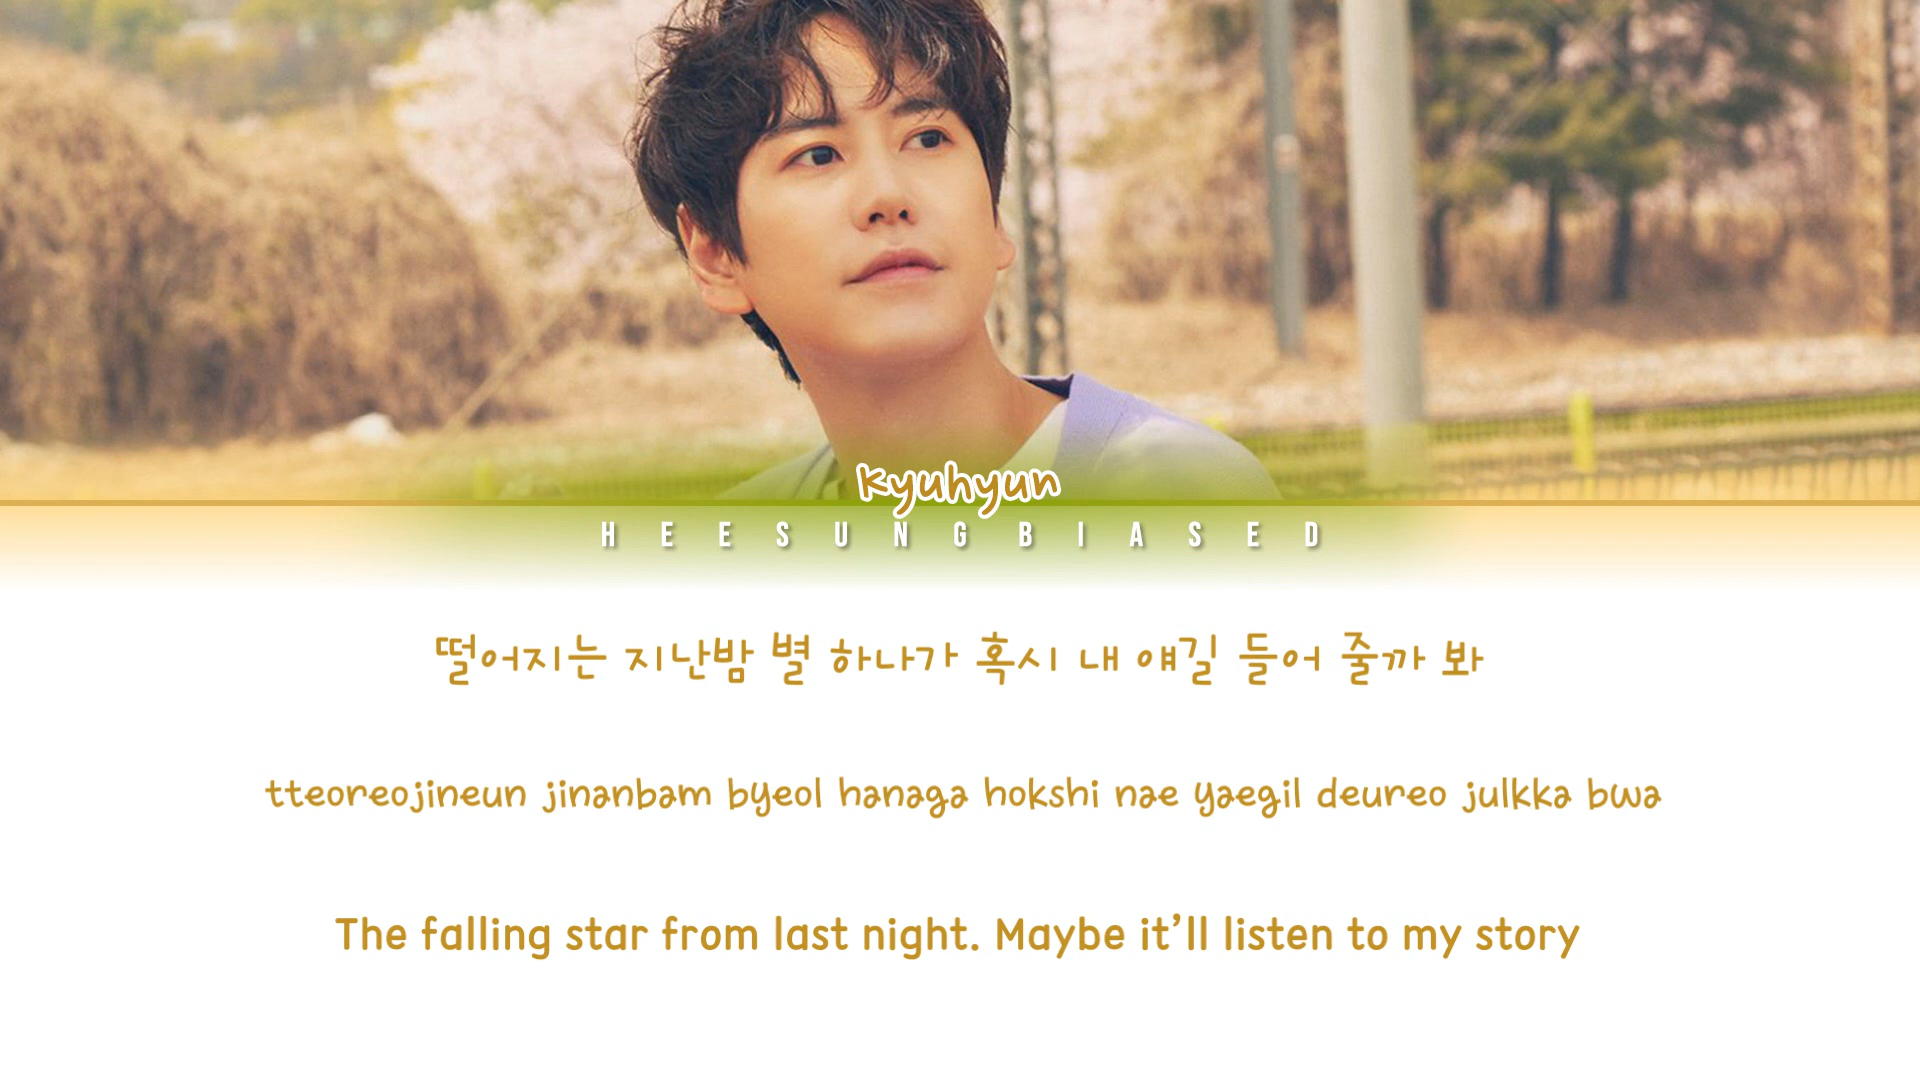 kyuhyun
HEESUNGBIASED
떨어지는 지난밤 별 하나가 혹시 내 얘길 들어 줄까 봐
tteoreojineun jinanbam byeol hanaga hokshi nae yaegil deureo julkka bwa
The falling star from last night. Maybe it’ll listen to my story